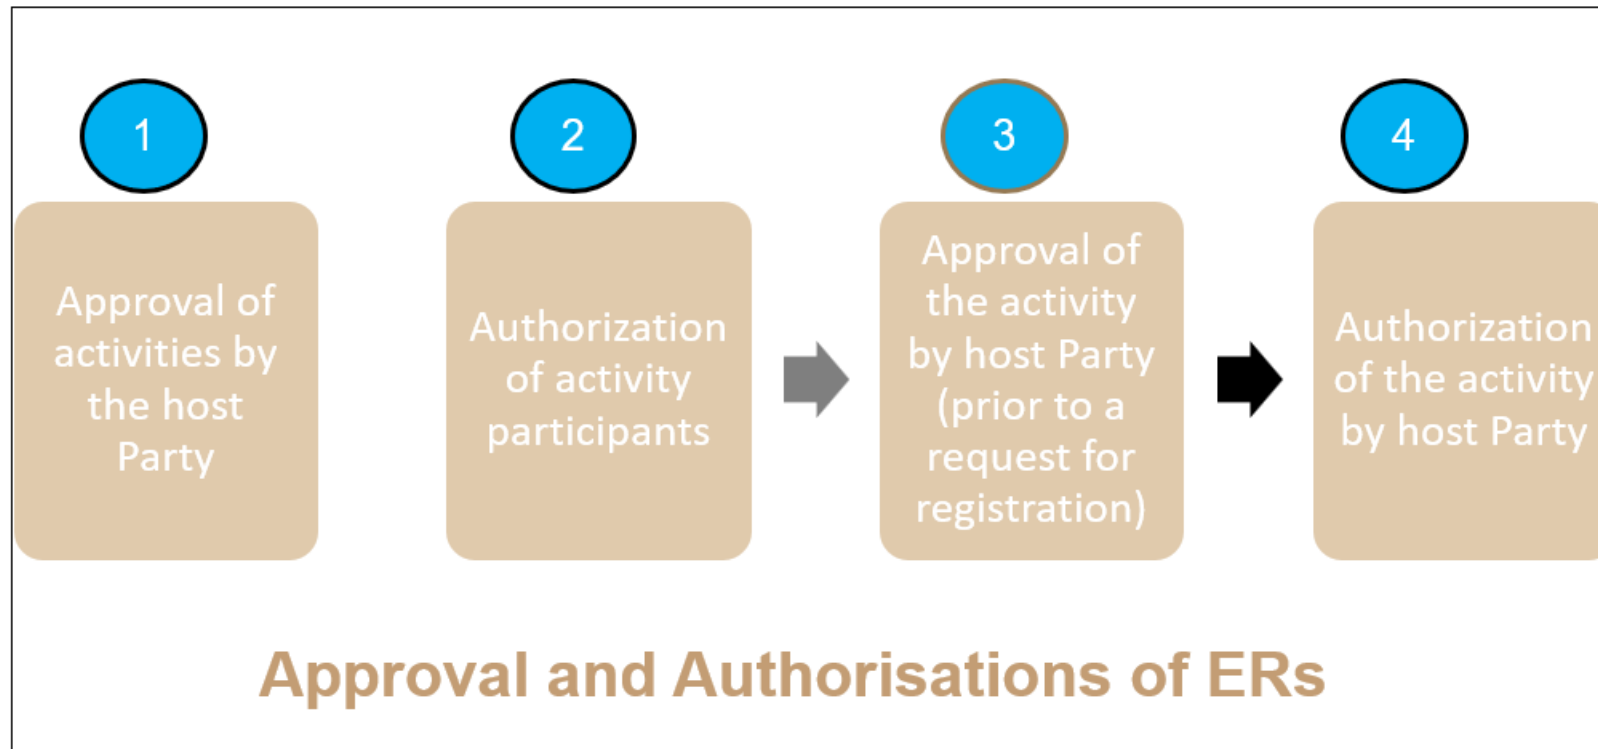 1
Approval of
activities by
the host
Party
2
Authorization
of activity
participants
3
Approval of
the activity
by host Party
(prior to a
request for
registration)
4
Authorization
of the activity
by host Party
Approval and Authorisations of ERs